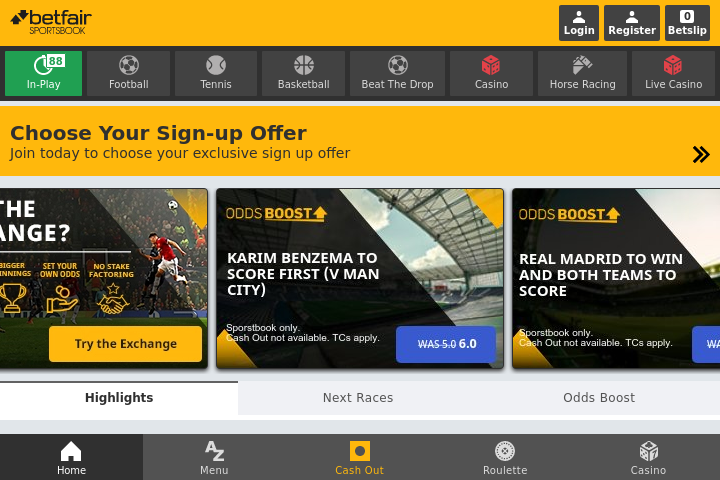 betfair
SPORTSBOOK
Login
Register
0
Betslip
88
In-Play
Football
Tennis
Basketball
Beat The Drop
Casino
Horse Racing
Live Casino
Choose Your Sign-up Offer
Join today to choose your exclusive sign up offer
THE
ANGE?
BIGGER
NNINGS
SET YOUR
OWN ODDS
NO STAKE
FACTORING
Try the Exchange
ODDS BOOST
KARIM BENZEMA TO
SCORE FIRST (V MAN
CITY)
Sporstbook only.
Cash Out not available. TCs apply.
WAS 5.0 6.0
ODDS BOOST
REAL MADRID TO WIN
AND BOTH TEAMS TO
SCORE
Sporstbook only.
Cash Out not available. TCs apply.
WA
Highlights
Next Races
Odds Boost
Home
AZ
Menu
Cash Out
Roulette
Casino